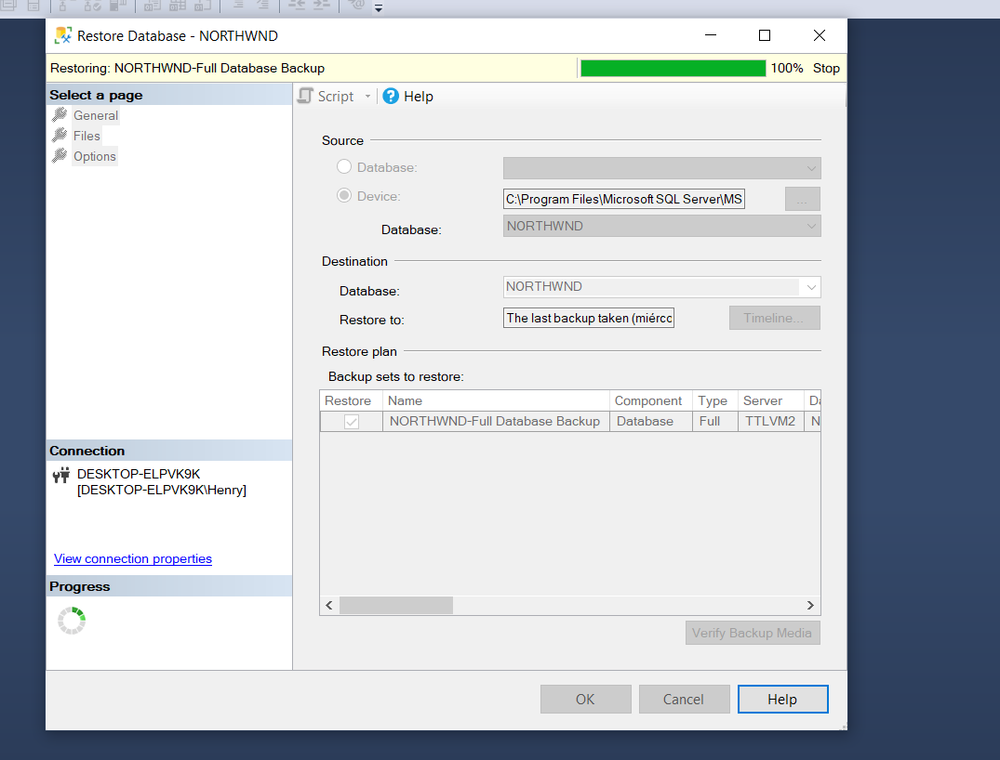 Restore Database - NORTHWND
Restoring: NORTHWND-Full Database Backup 100% Stop
Select a page
General
Files
Options
Script Help
Source
Database:
Device: C:\Program Files\Microsoft SQL Server\MS ...
Database: NORTHWND
Destination
Database: NORTHWND
Restore to: The last backup taken (miérco Timeline...
Restore plan
Backup sets to restore:
Restore Name Component Type Server Da
NORTHWND-Full Database Backup Database Full TTLVM2 N
Connection
DESKTOP-ELPVK9K
[DESKTOP-ELPVK9K\Henry]
View connection properties
Progress
Verify Backup Media
OK Cancel Help